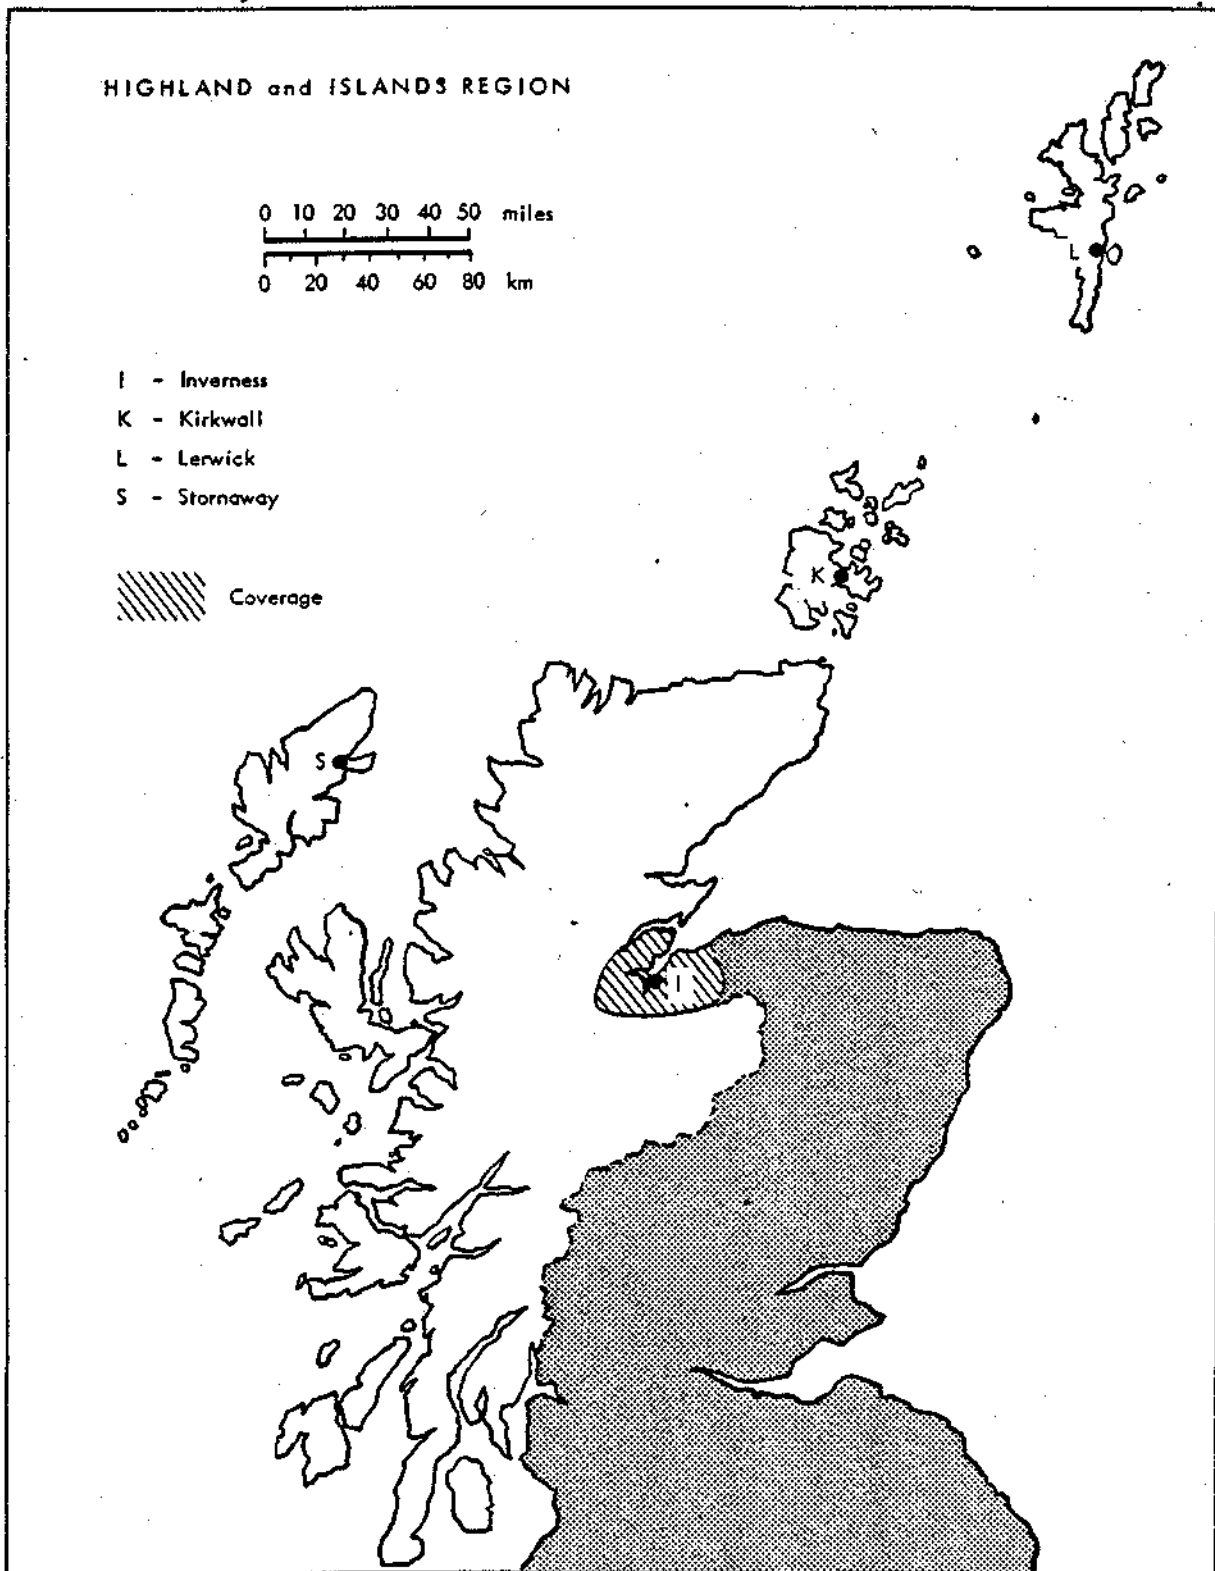 HIGHLAND and ISLANDS REGION
0 10 20 30 40 50 miles
0 20 40 60 80 km
I - Inverness
K - Kirkwall
L - Lerwick
S - Stornaway
Coverage
L
K
S
I